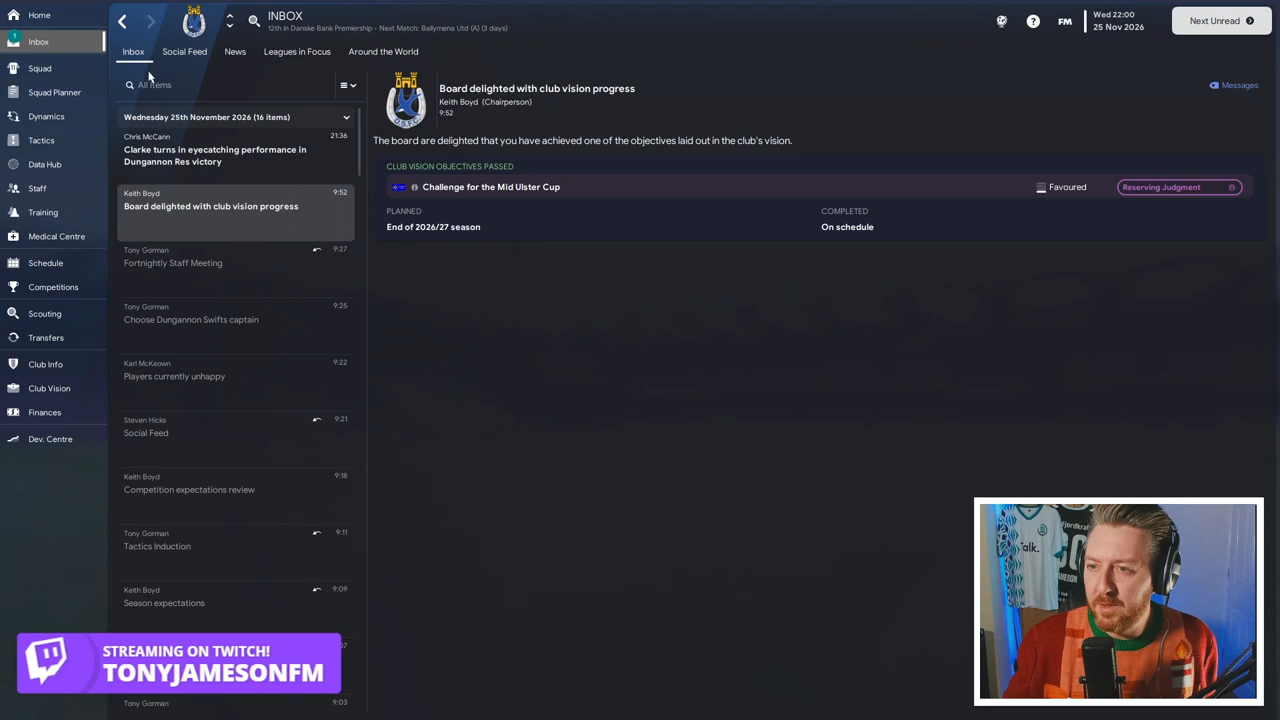 Home
1
Inbox
Squad
Squad Planner
Dynamics
Tactics
Data Hub
Staff
Training
Medical Centre
Schedule
Competitions
Scouting
Transfers
Club Info
Club Vision
Finances
Dev. Centre
INBOX
12th in Danske Bank Premiership - Next Match: Ballymena Utd (A) (3 days)
FM
Wed 22:00
25 Nov 2026
Next Unread
Inbox
Social Feed
News
Leagues in Focus
Around the World
All Items
Wednesday 25th November 2026 (16 items)
Chris McCann 21:36
Clarke turns in eyecatching performance in
Dungannon Res victory
Keith Boyd 9:52
Board delighted with club vision progress
Tony Gorman 9:27
Fortnightly Staff Meeting
Tony Gorman 9:25
Choose Dungannon Swifts captain
Karl McKeown 9:22
Players currently unhappy
Steven Hicks 9:21
Social Feed
Keith Boyd 9:18
Competition expectations review
Tony Gorman 9:11
Tactics Induction
Keith Boyd 9:09
Season expectations
Tony Gorman 9:03
D.S.F.C
Board delighted with club vision progress
Keith Boyd (Chairperson)
9:52
Messages
The board are delighted that you have achieved one of the objectives laid out in the club's vision.
CLUB VISION OBJECTIVES PASSED
Challenge for the Mid Ulster Cup
Favoured
Reserving Judgment
PLANNED
End of 2026/27 season
COMPLETED
On schedule
STREAMING ON TWITCH!
TONYJAMESONFM
Talk.